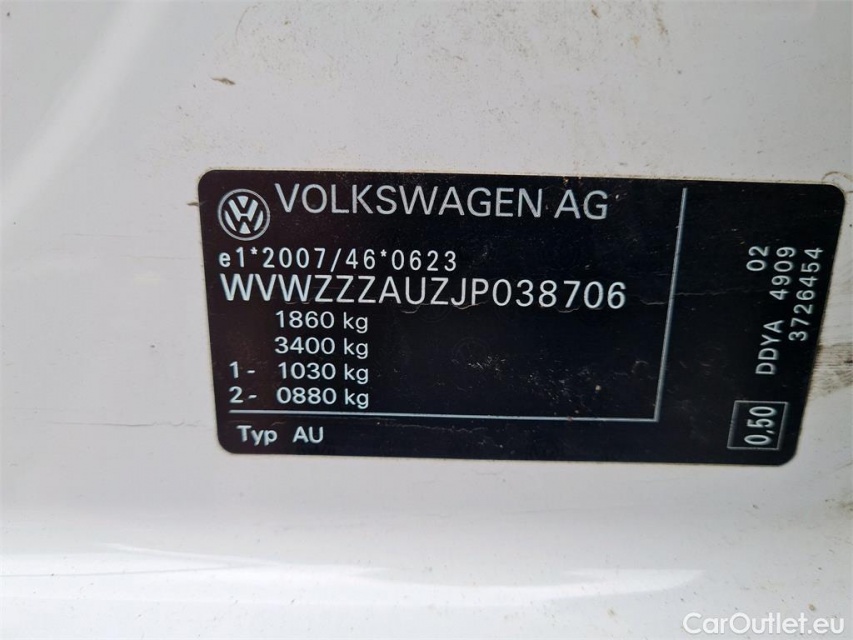 VOLKSWAGEN AG
e1*2007/46*0623
WVWZZZAUZJP038706
1860 kg
3400 kg
1- 1030 kg
2- 0880 kg
Typ AU
02
DDYA 4909
3726454
0,50
CarOutlet.eu